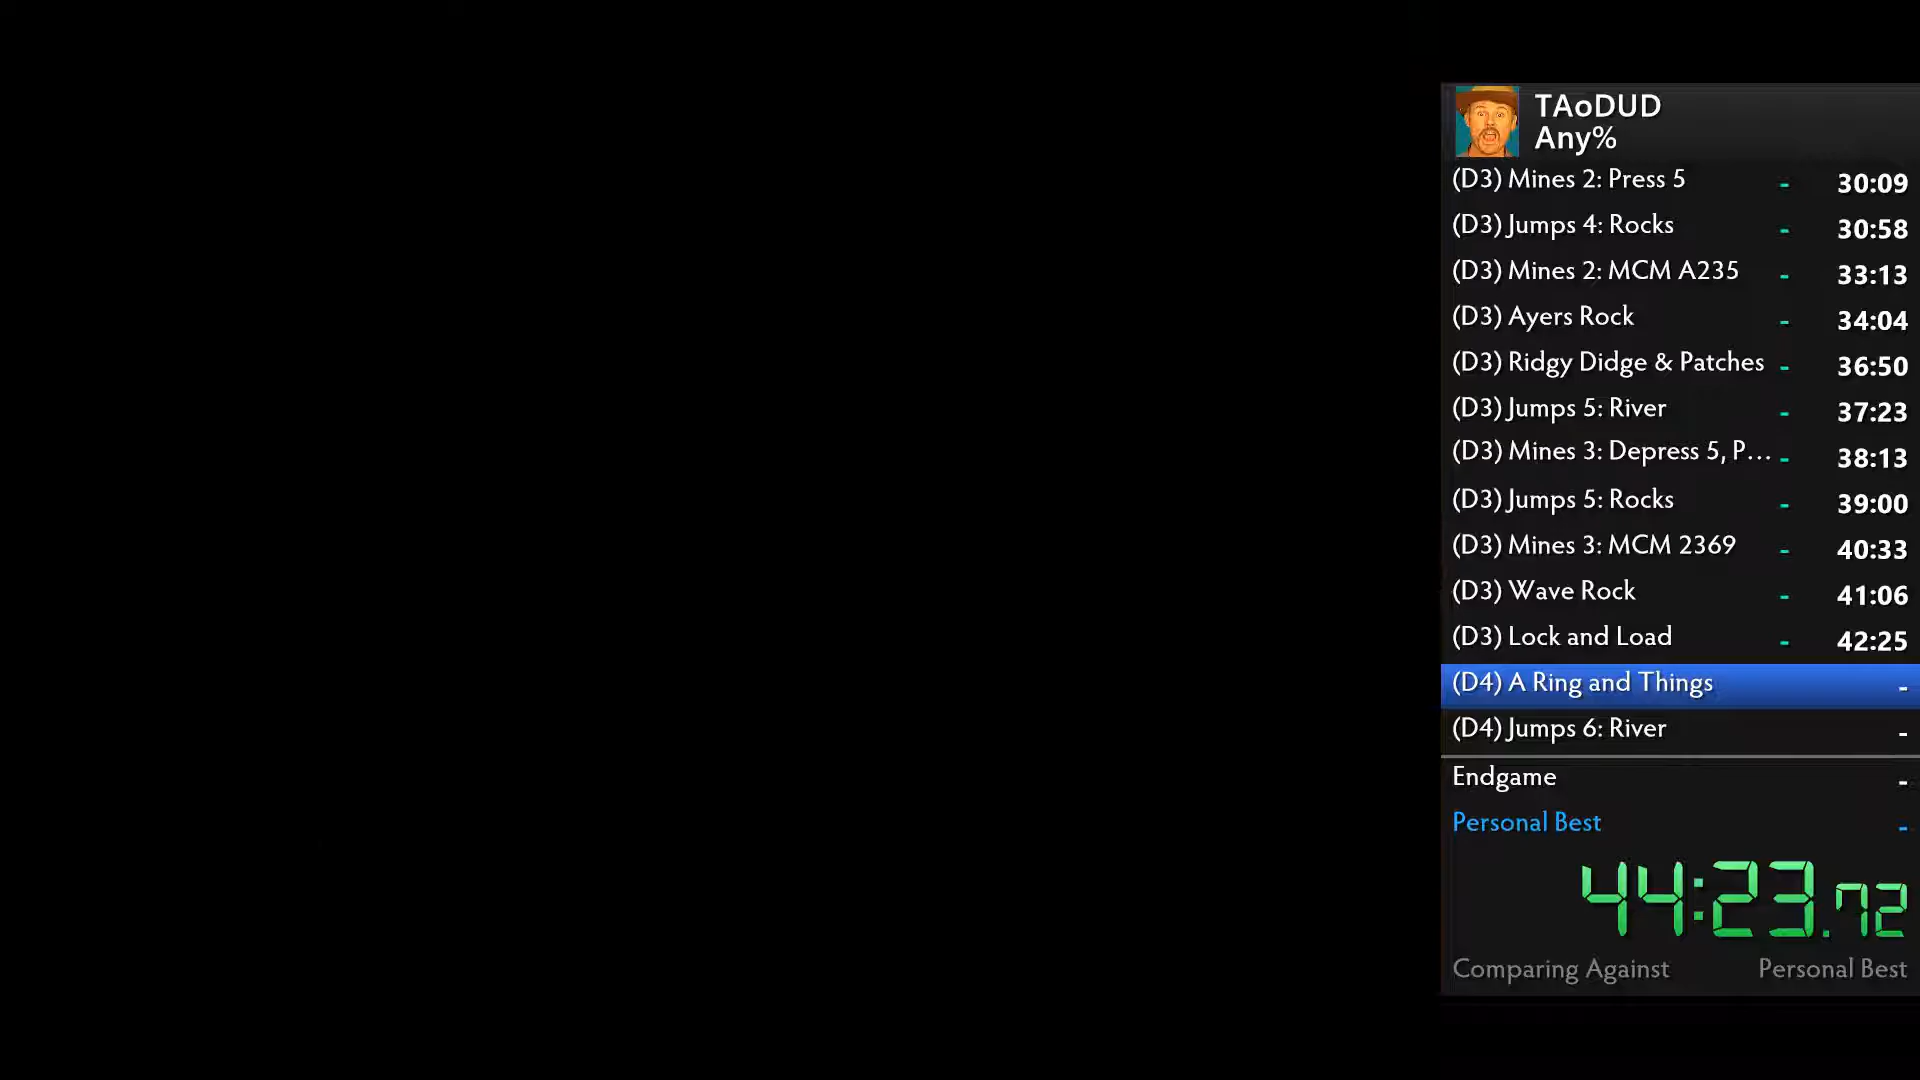 TAoDUD
Any%
(D3) Mines 2: Press 5 - 30:09
(D3) Jumps 4: Rocks - 30:58
(D3) Mines 2: MCM A235 - 33:13
(D3) Ayers Rock - 34:04
(D3) Ridgy Didge & Patches - 36:50
(D3) Jumps 5: River - 37:23
(D3) Mines 3: Depress 5, P... - 38:13
(D3) Jumps 5: Rocks - 39:00
(D3) Mines 3: MCM 2369 - 40:33
(D3) Wave Rock - 41:06
(D3) Lock and Load - 42:25
(D4) A Ring and Things -
(D4) Jumps 6: River -
Endgame -
Personal Best -
44:23.72
Comparing Against Personal Best